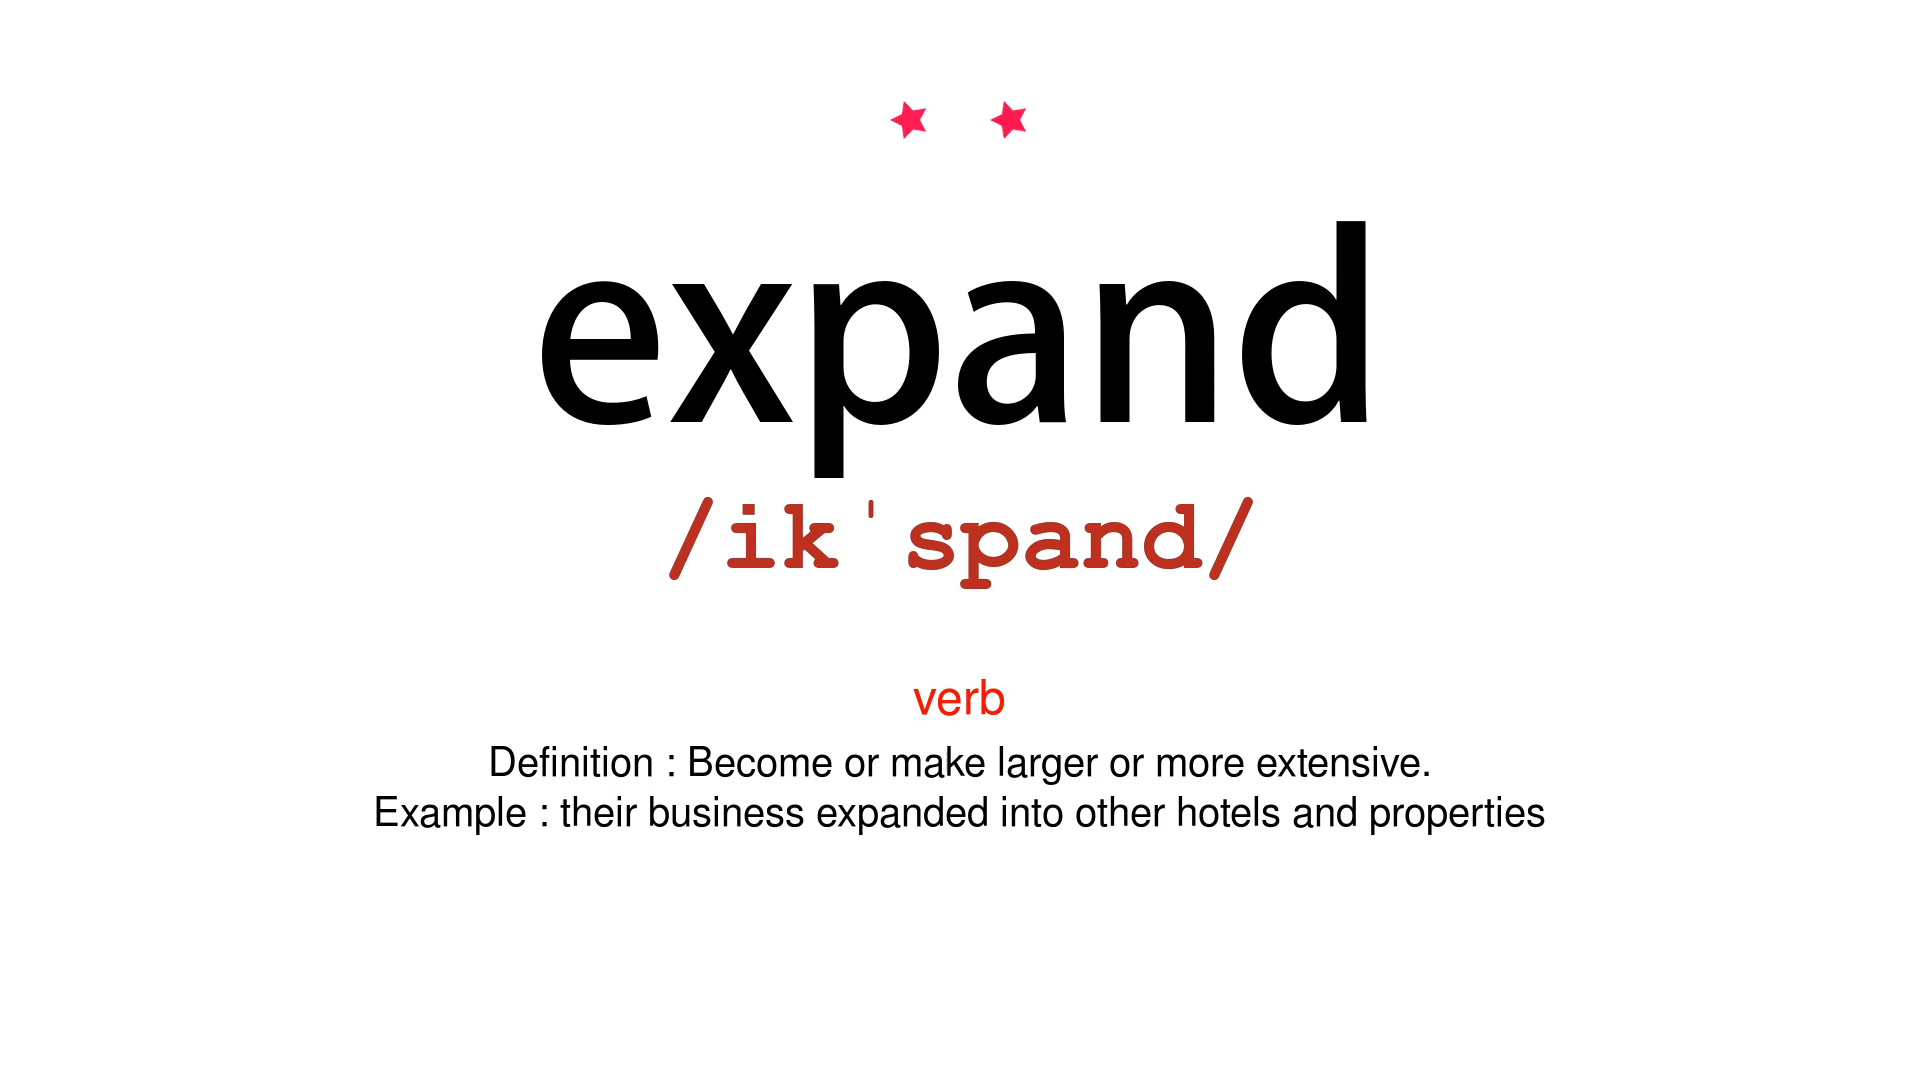 expand
/ikˈspand/
verb
Definition : Become or make larger or more extensive.
Example : their business expanded into other hotels and properties